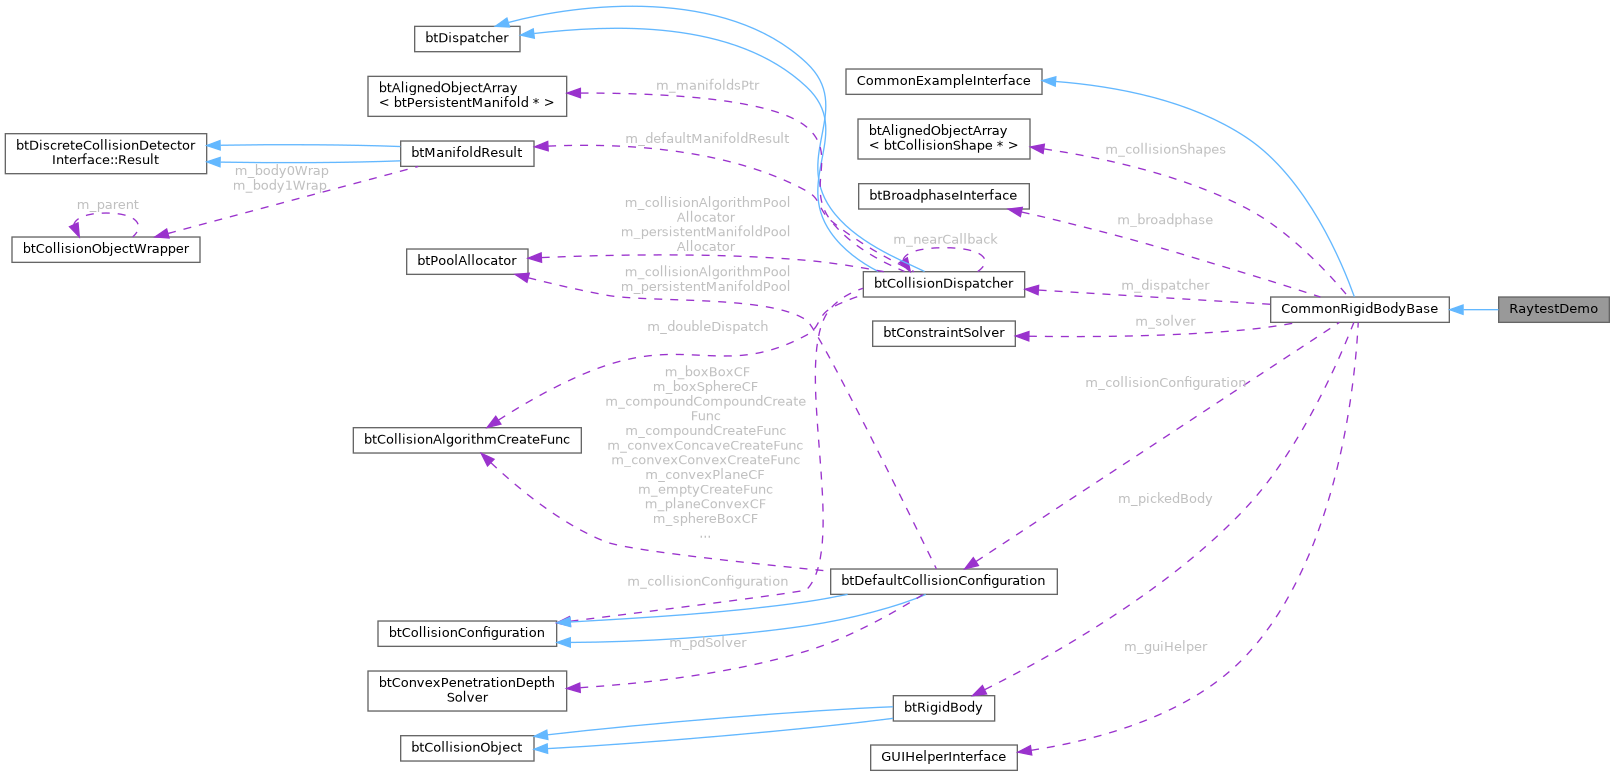 btDispatcher
btAlignedObjectArray
< btPersistentManifold * >
m_manifoldsPtr
CommonExampleInterface
btDiscreteCollisionDetector
Interface::Result
btManifoldResult
m_defaultManifoldResult
btAlignedObjectArray
< btCollisionShape * >
m_collisionShapes
m_body0Wrap
m_body1Wrap
m_parent
btCollisionObjectWrapper
btBroadphaseInterface
m_broadphase
m_collisionAlgorithmPool
Allocator
m_persistentManifoldPool
Allocator
btPoolAllocator
m_collisionAlgorithmPool
m_persistentManifoldPool
m_nearCallback
btCollisionDispatcher
m_dispatcher
CommonRigidBodyBase
RaytestDemo
m_doubleDispatch
btConstraintSolver
m_solver
m_boxBoxCF
m_boxSphereCF
m_compoundCompoundCreate
Func
m_compoundCreateFunc
m_convexConcaveCreateFunc
m_convexConvexCreateFunc
m_convexPlaneCF
m_emptyCreateFunc
m_planeConvexCF
m_sphereBoxCF
...
btCollisionAlgorithmCreateFunc
m_collisionConfiguration
m_pickedBody
btDefaultCollisionConfiguration
m_collisionConfiguration
btCollisionConfiguration
m_pdSolver
m_guiHelper
btConvexPenetrationDepth
Solver
btRigidBody
btCollisionObject
GUIHelperInterface